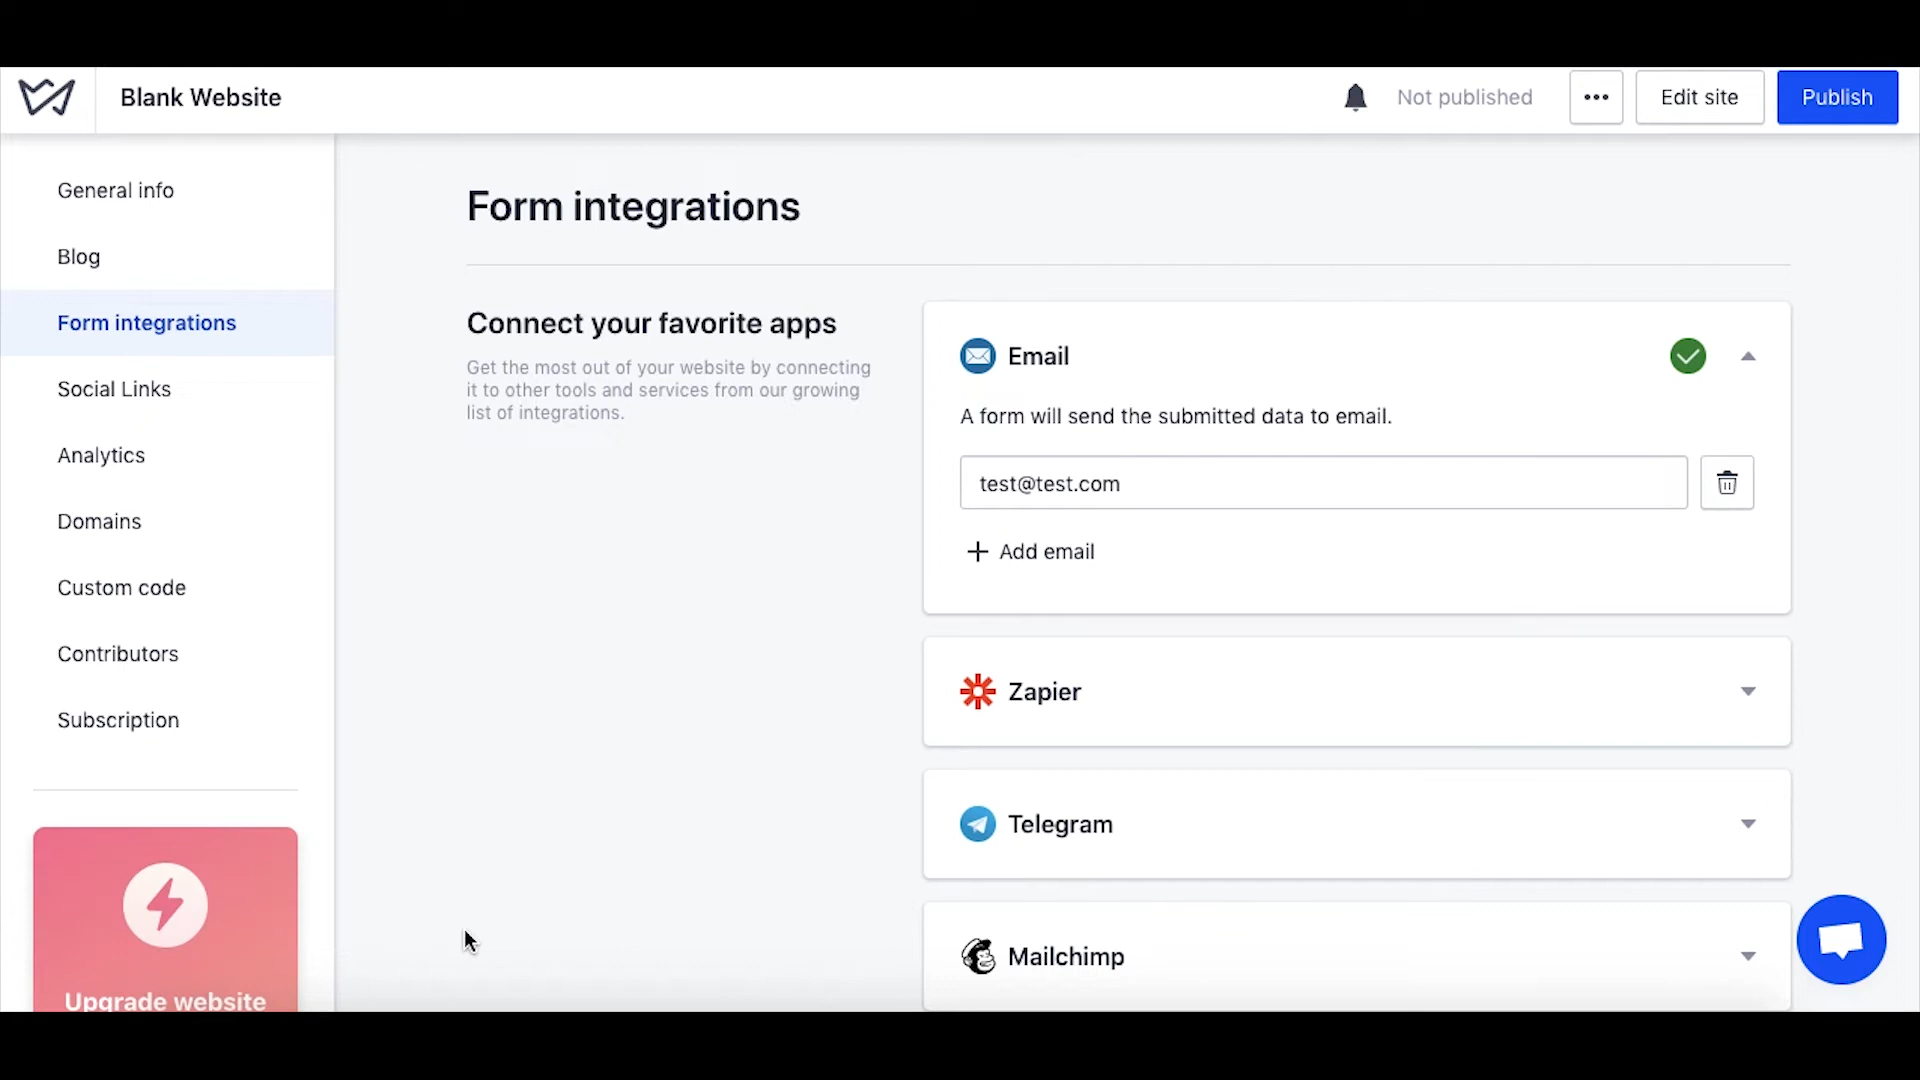 Blank Website
Not published
Edit site
Publish
General info
Blog
Form integrations
Social Links
Analytics
Domains
Custom code
Contributors
Subscription
Upgrade website
Form integrations
Connect your favorite apps
Get the most out of your website by connecting
it to other tools and services from our growing
list of integrations.
Email
A form will send the submitted data to email.
test@test.com
Add email
Zapier
Telegram
Mailchimp